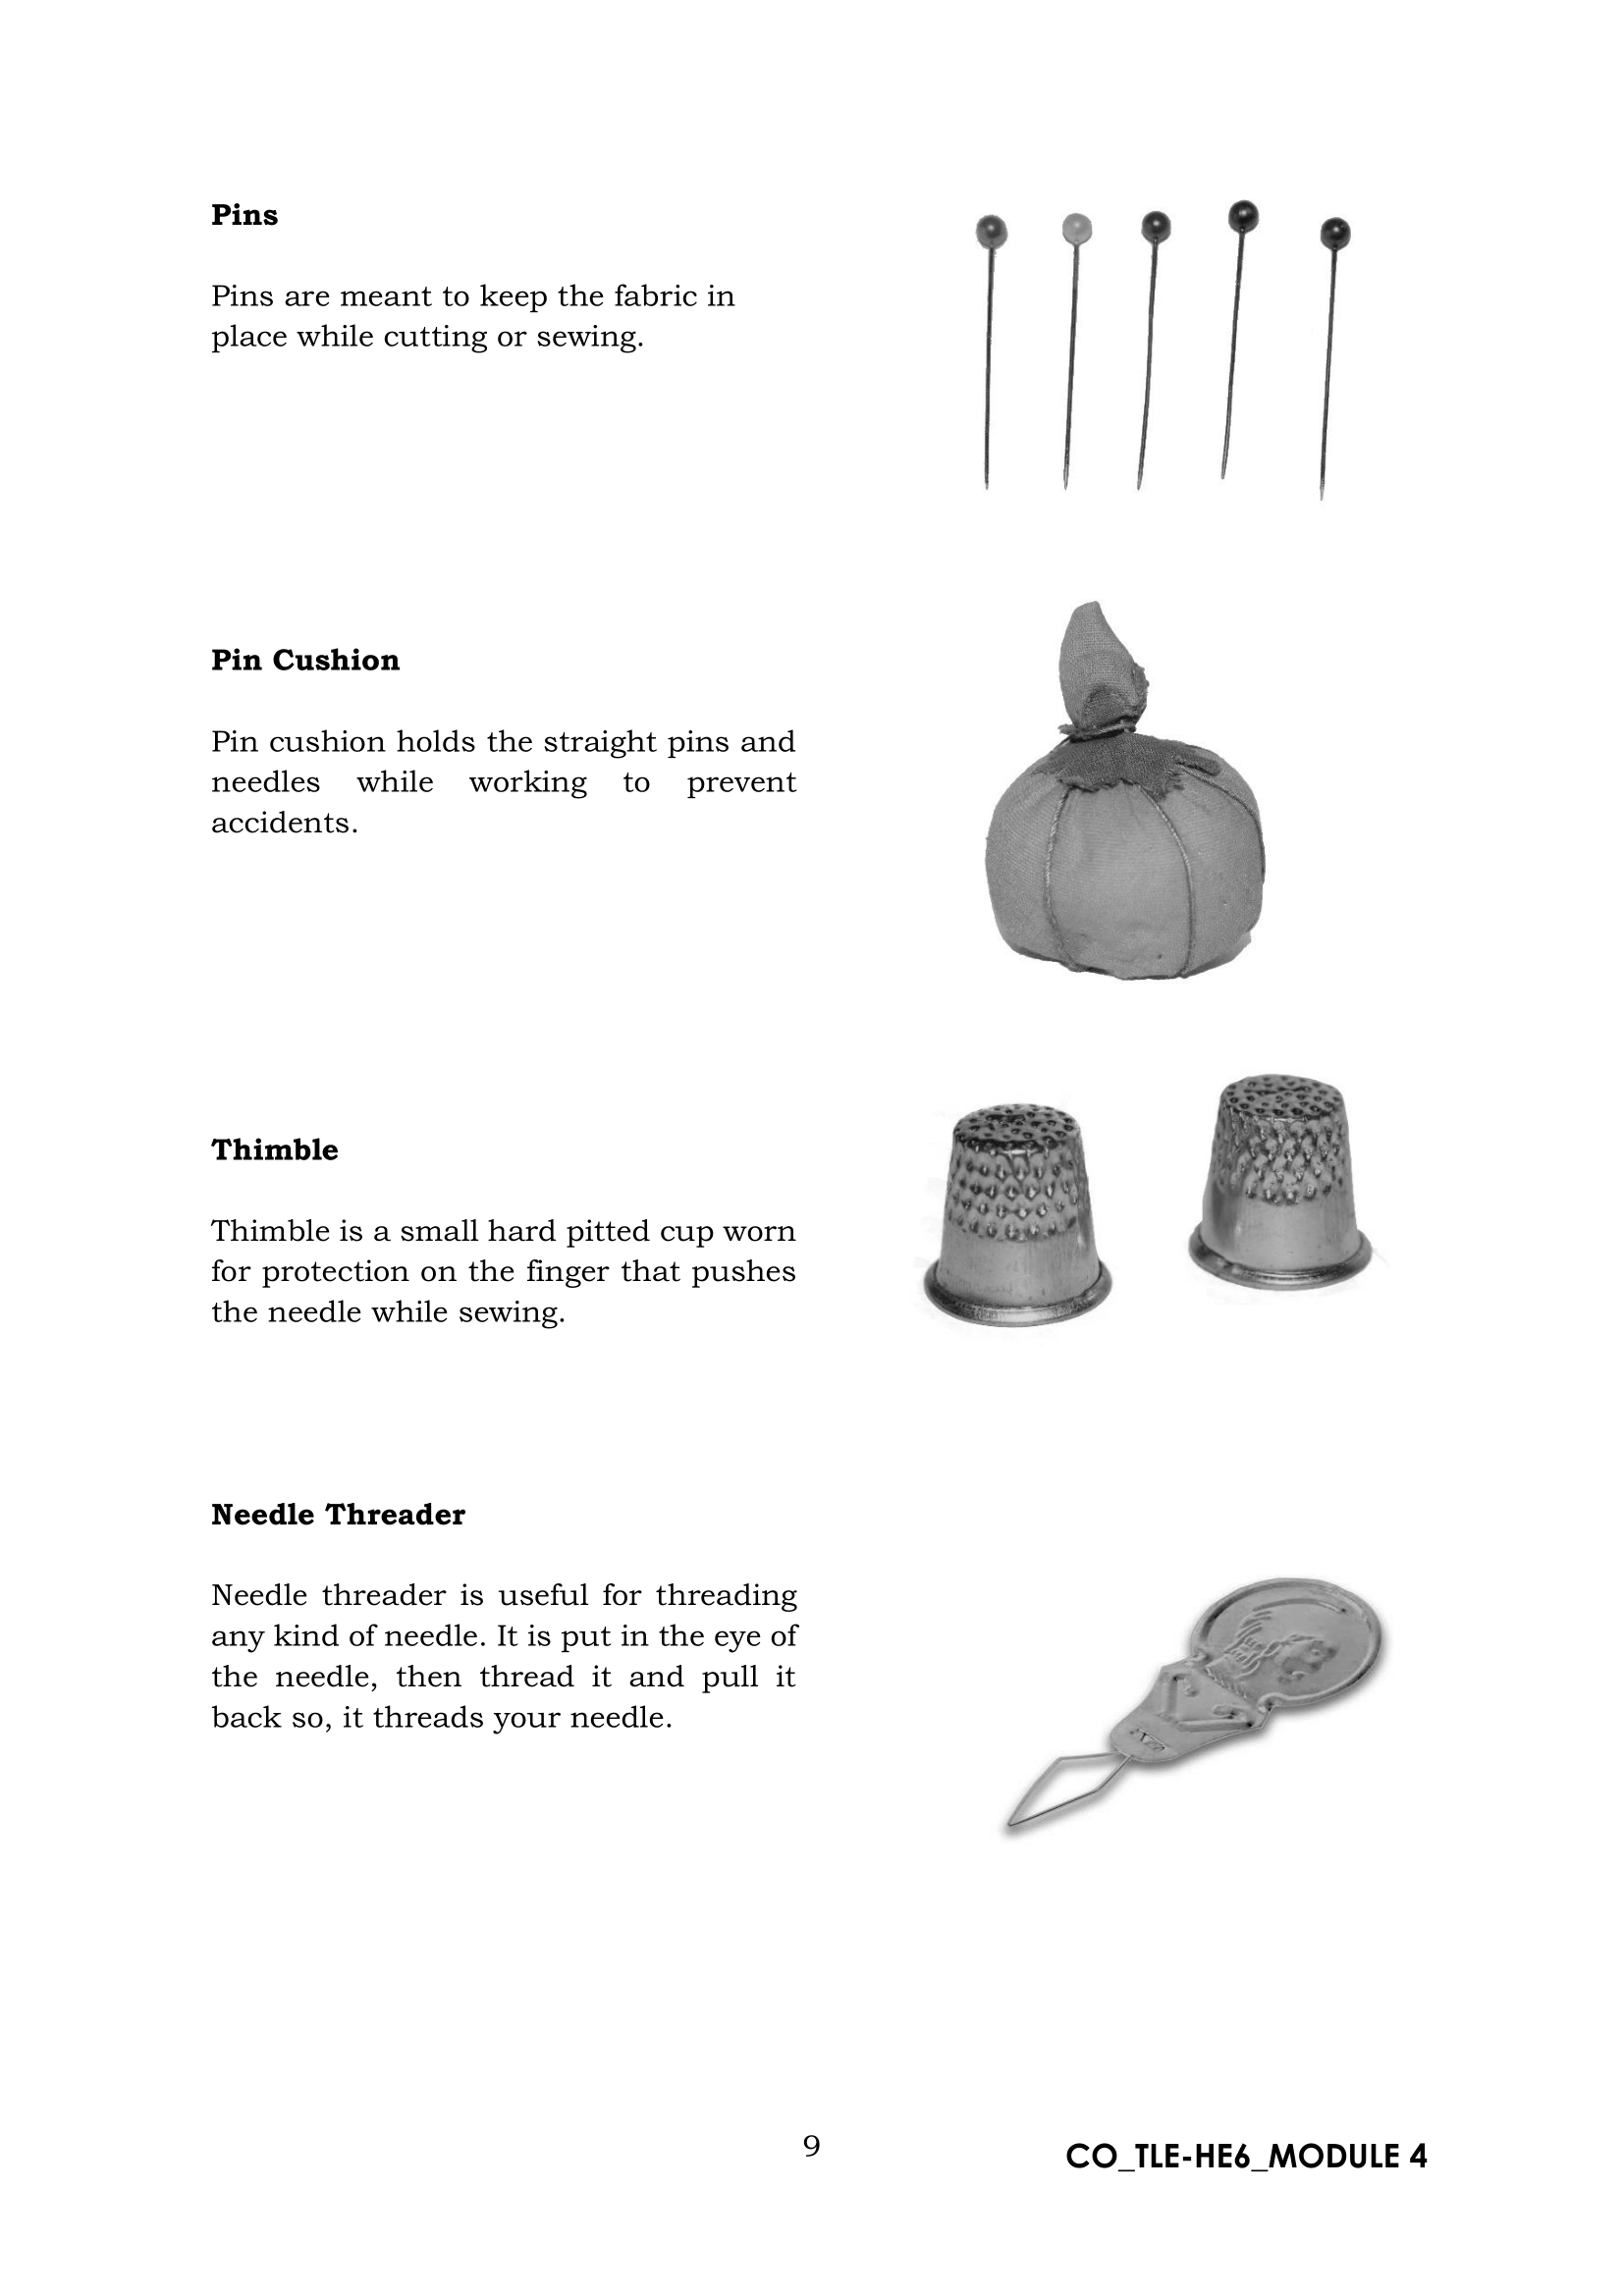 Pins
Pins are meant to keep the fabric in
place while cutting or sewing.
Pin Cushion
Pin cushion holds the straight pins and
needles while working to prevent
accidents.
Thimble
Thimble is a small hard pitted cup worn
for protection on the finger that pushes
the needle while sewing.
Needle Threader
Needle threader is useful for threading
any kind of needle. It is put in the eye of
the needle, then thread it and pull it
back so, it threads your needle.
9
CO_TLE-HE6_MODULE 4